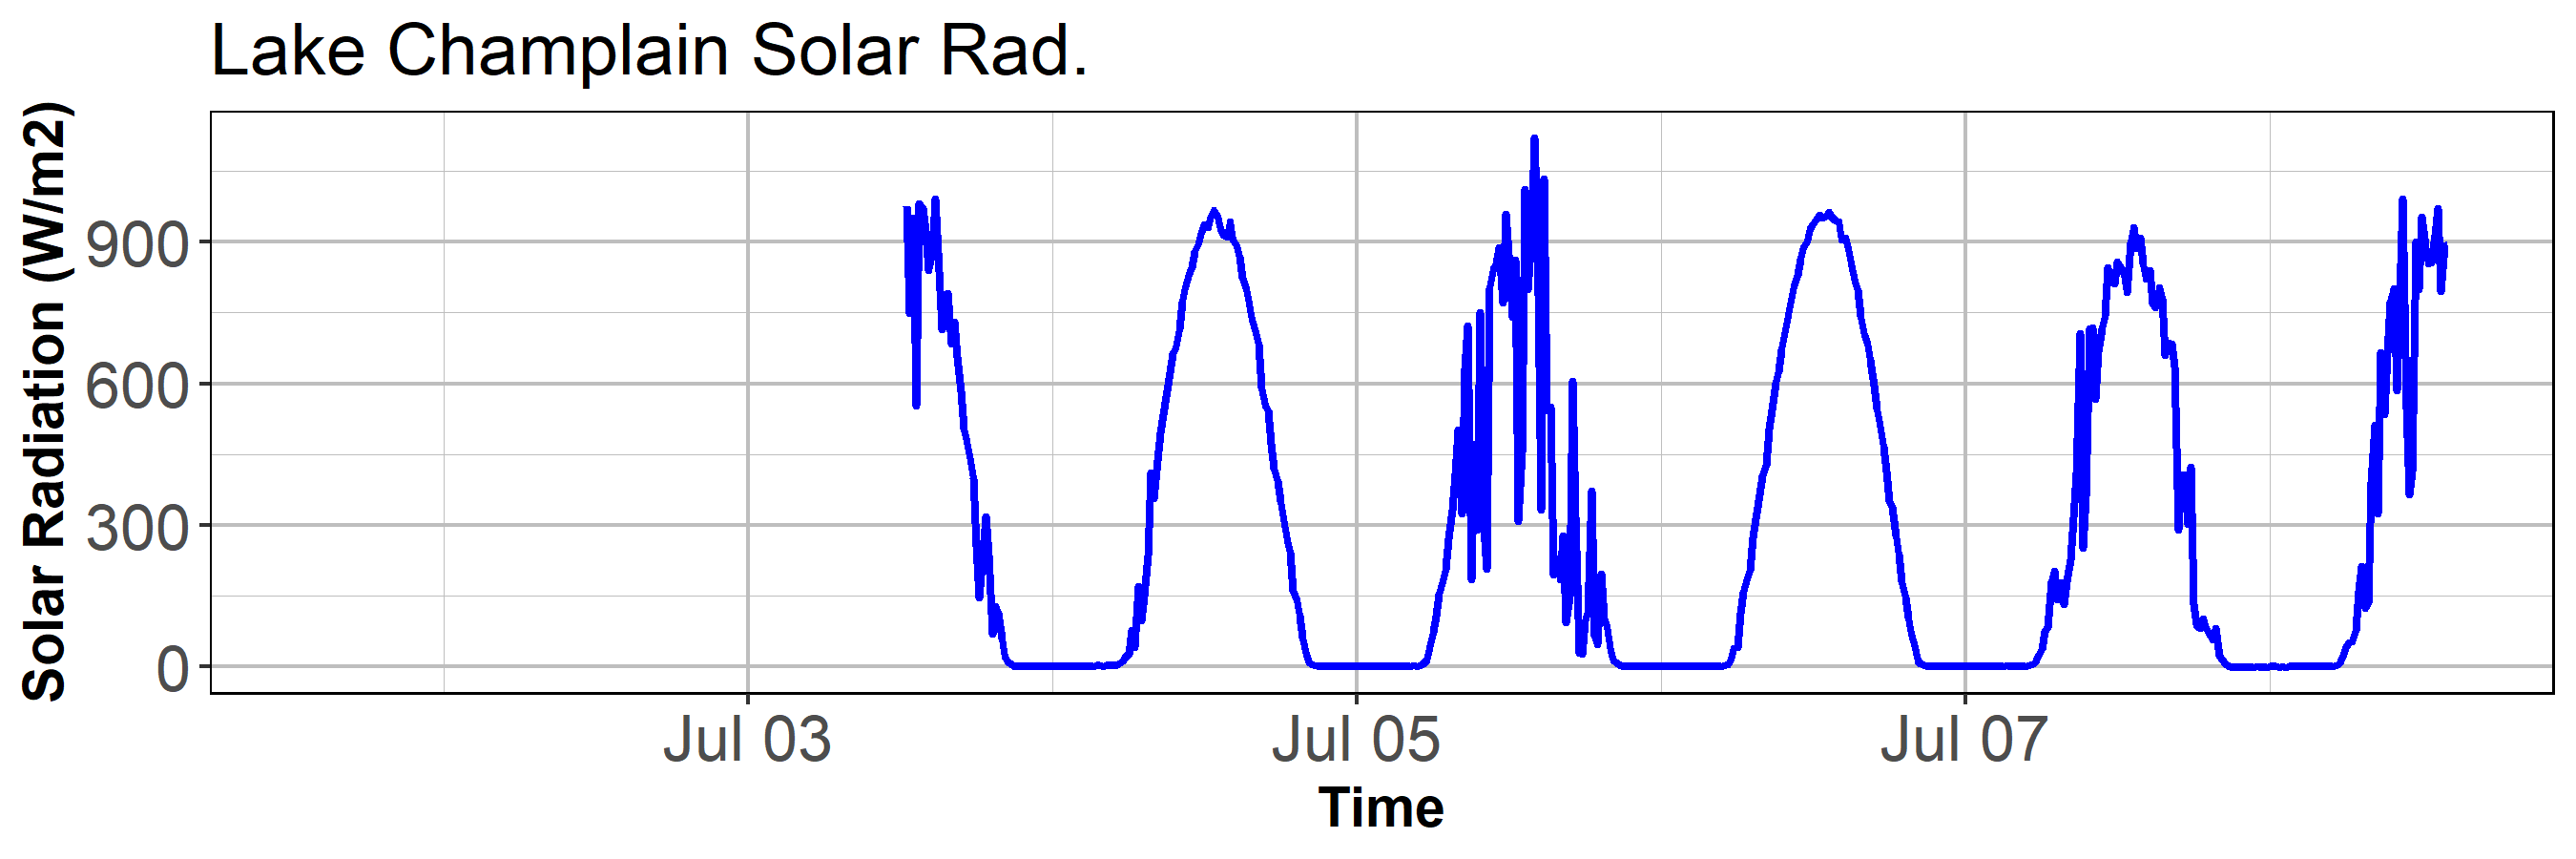 Lake Champlain Solar Rad.
Solar Radiation (W/m2)
900
600
300
0
Jul 03 Jul 05 Jul 07
Time